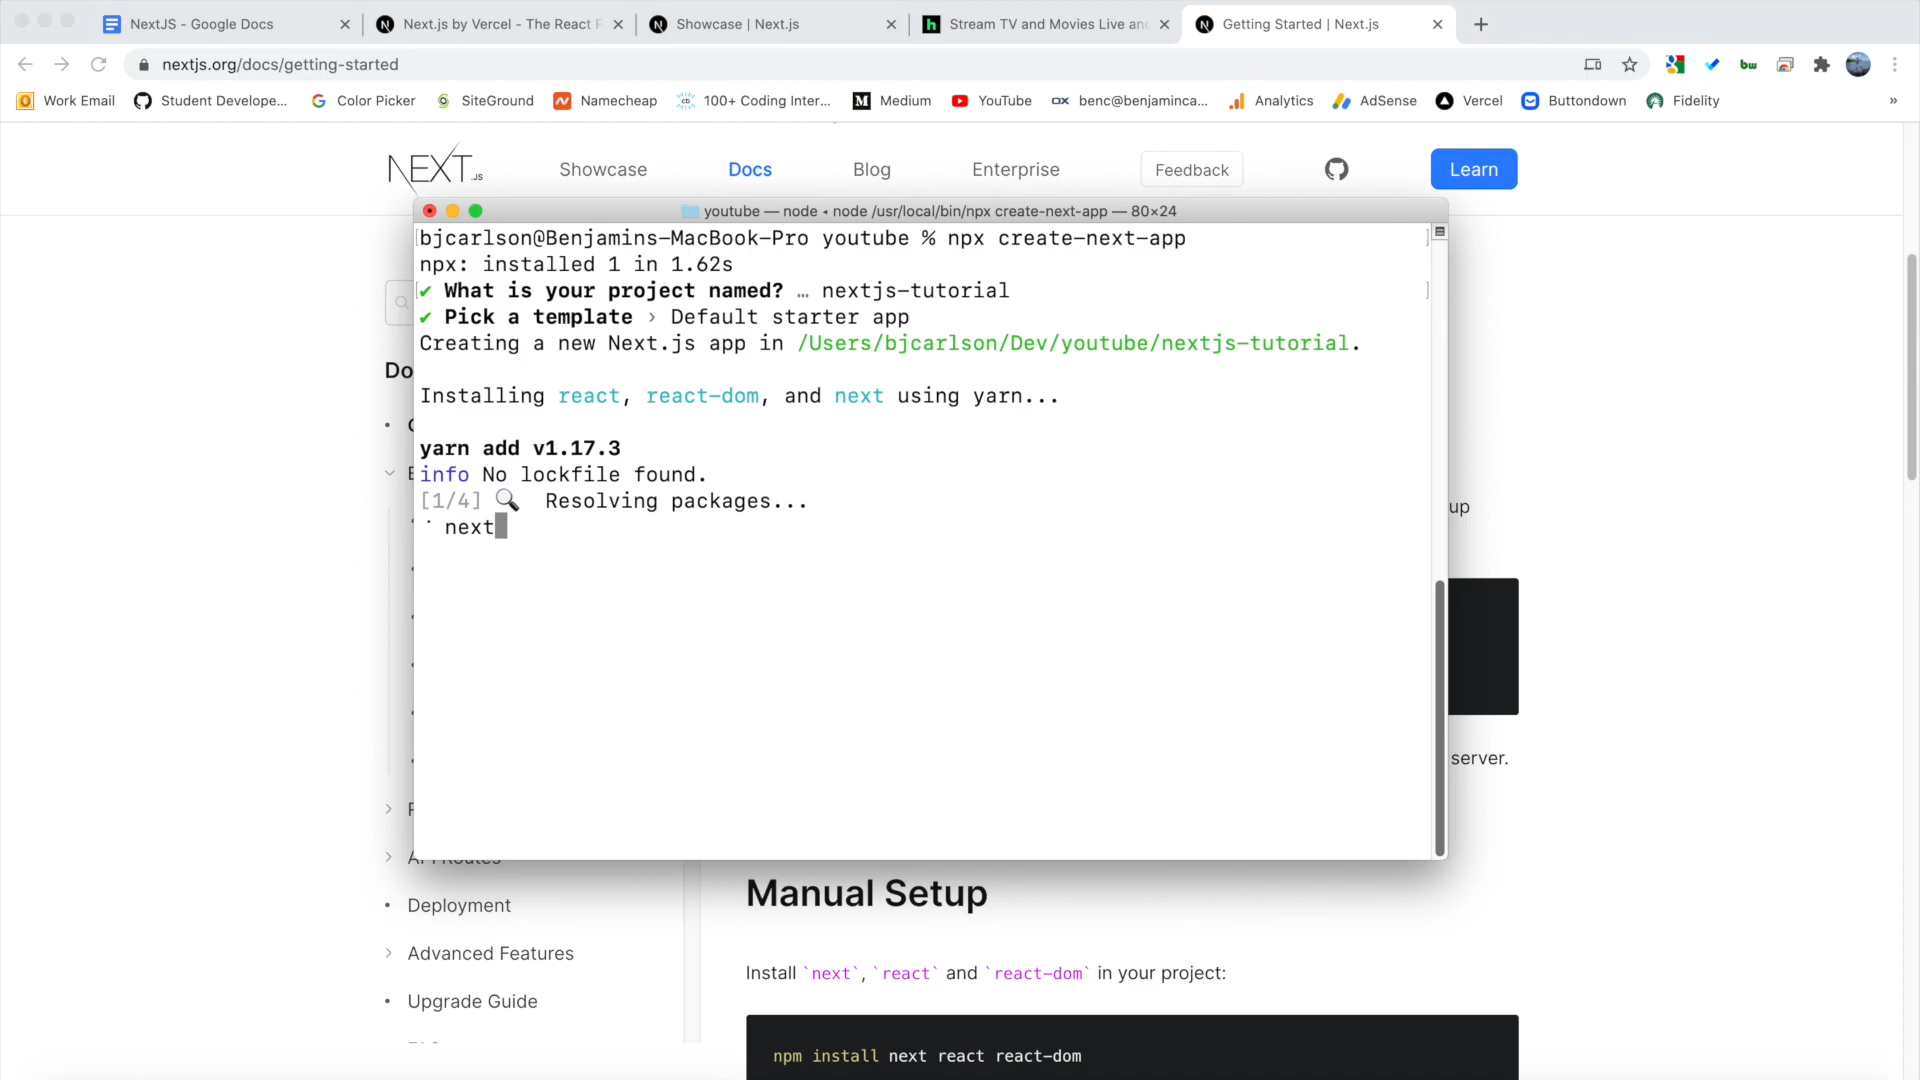 NextJS - Google Docs
Next.js by Vercel - The React F
Showcase | Next.js
Stream TV and Movies Live and
Getting Started | Next.js
nextjs.org/docs/getting-started
bw
Work Email
Student Develope...
Color Picker
SiteGround
Namecheap
100+ Coding Inter...
Medium
YouTube
benc@benjaminca...
Analytics
AdSense
Vercel
Buttondown
Fidelity
NEXT.JS
Showcase
Docs
Blog
Enterprise
Feedback
Learn
youtube — node ◂ node /usr/local/bin/npx create-next-app — 80×24
bjcarlson@Benjamins-MacBook-Pro youtube % npx create-next-app
npx: installed 1 in 1.62s
✔ What is your project named? … nextjs-tutorial
✔ Pick a template › Default starter app
Creating a new Next.js app in /Users/bjcarlson/Dev/youtube/nextjs-tutorial.
Installing react, react-dom, and next using yarn...
yarn add v1.17.3
info No lockfile found.
[1/4] 🔍 Resolving packages...
⠁ next
Do
up
server.
Deployment
Advanced Features
Upgrade Guide
Manual Setup
Install `next`, `react` and `react-dom` in your project:
npm install next react react-dom